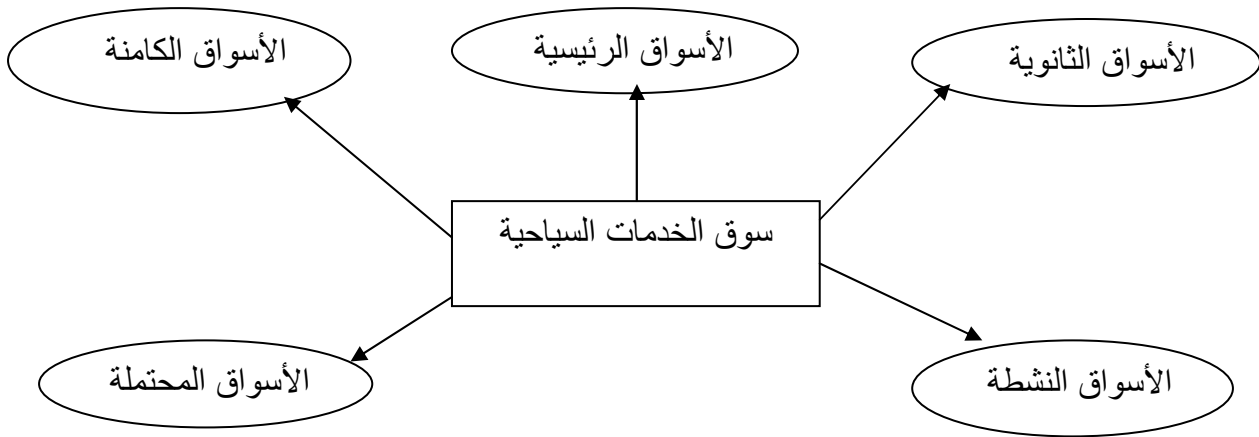 الأسواق الثانوية
الأسواق الرئيسية
الأسواق الكامنة
سوق الخدمات السياحية
الأسواق النشطة
الأسواق المحتملة